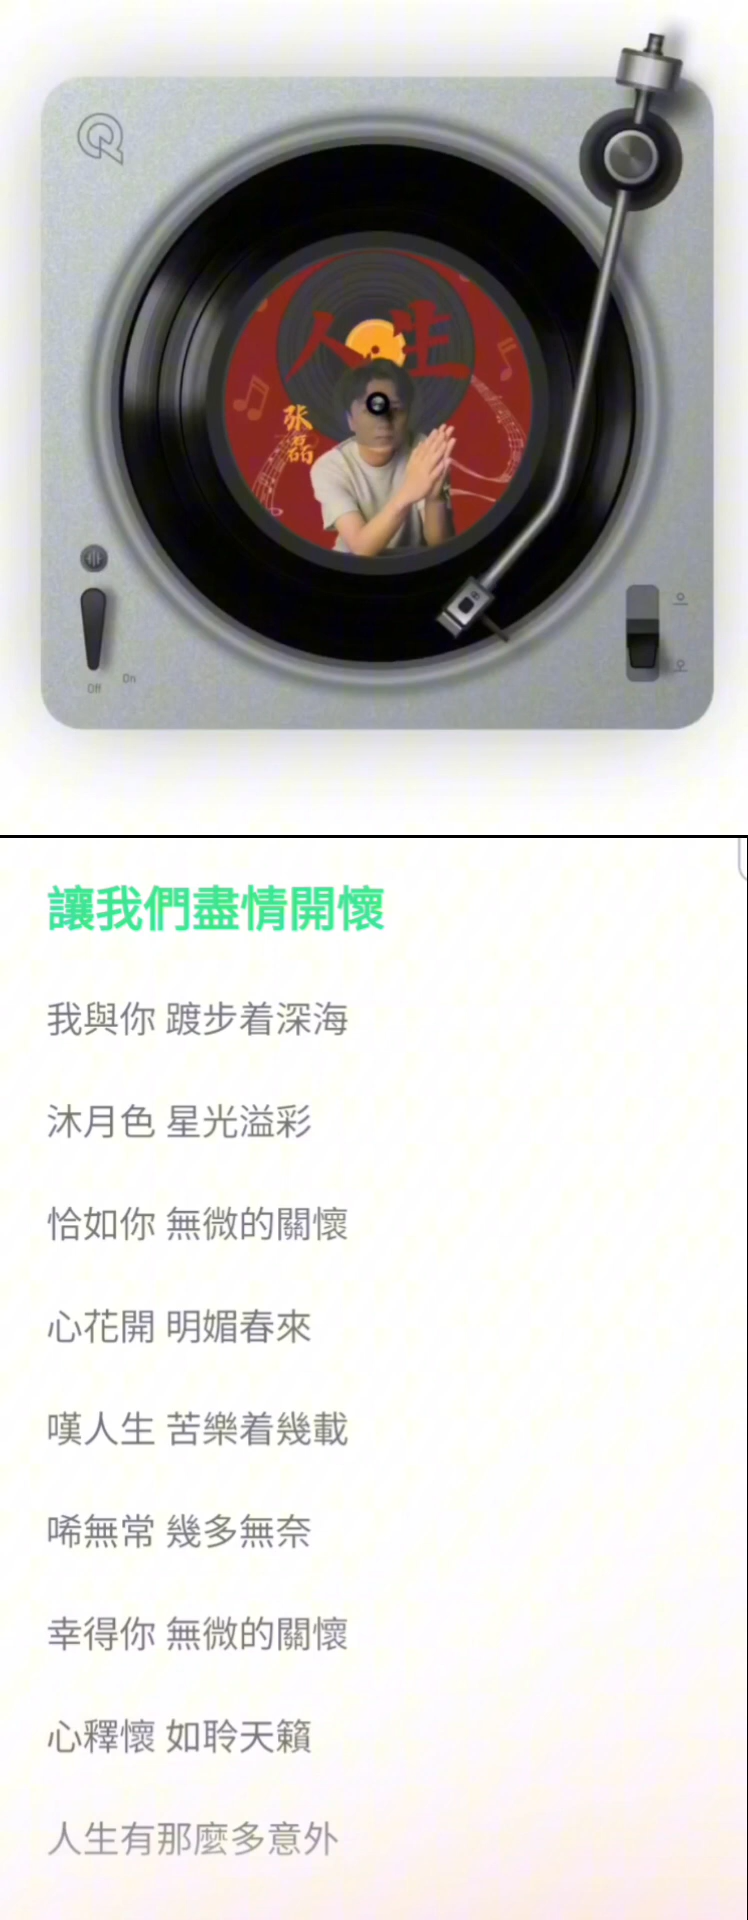 人生
张磊
Off
On
讓我們盡情開懷
我與你 踱步着深海
沐月色 星光溢彩
恰如你 無微的關懷
心花開 明媚春來
嘆人生 苦樂着幾載
唏無常 幾多無奈
幸得你 無微的關懷
心釋懷 如聆天籟
人生有那麼多意外